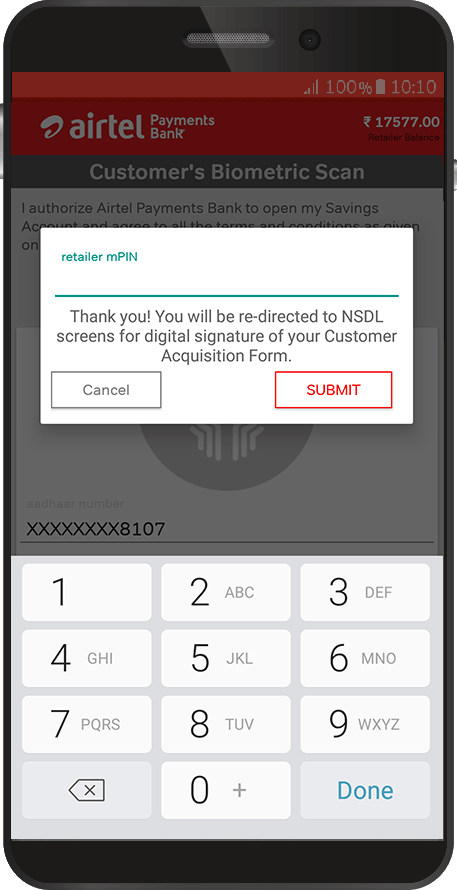 100% 10:10
airtel Payments Bank
₹ 17577.00
Retailer Balance
Customer's Biometric Scan
I authorize Airtel Payments Bank to open my Savings
Account and agree to all the terms and conditions as given
on
retailer mPIN
Thank you! You will be re-directed to NSDL
screens for digital signature of your Customer
Acquisition Form.
Cancel SUBMIT
aadhaar number
XXXXXXXX8107
1 2 ABC 3 DEF
4 GHI 5 JKL 6 MNO
7 PQRS 8 TUV 9 WXYZ
0 + Done